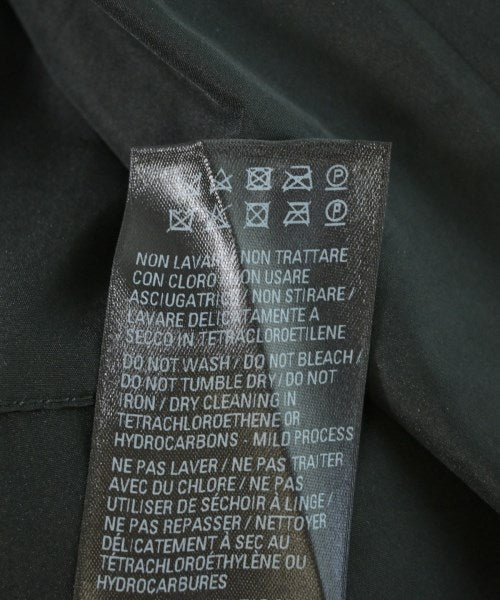 P
P
NON LAVARE / NON TRATTARE
CON CLORO / NON USARE
ASCIUGATRICE / NON STIRARE /
LAVARE DELICATAMENTE A
SECCO IN TETRACLOROETILENE
DO NOT WASH / DO NOT BLEACH /
DO NOT TUMBLE DRY / DO NOT
IRON / DRY CLEANING IN
TETRACHLOROETHENE OR
HYDROCARBONS - MILD PROCESS
NE PAS LAVER / NE PAS TRAITER
AVEC DU CHLORE / NE PAS
UTILISER DE SÉCHOIR À LINGE /
NE PAS REPASSER / NETTOYER
DÉLICATEMENT À SEC AU
TÉTRACHLOROÉTHYLÈNE OU
HYDROCARBURES